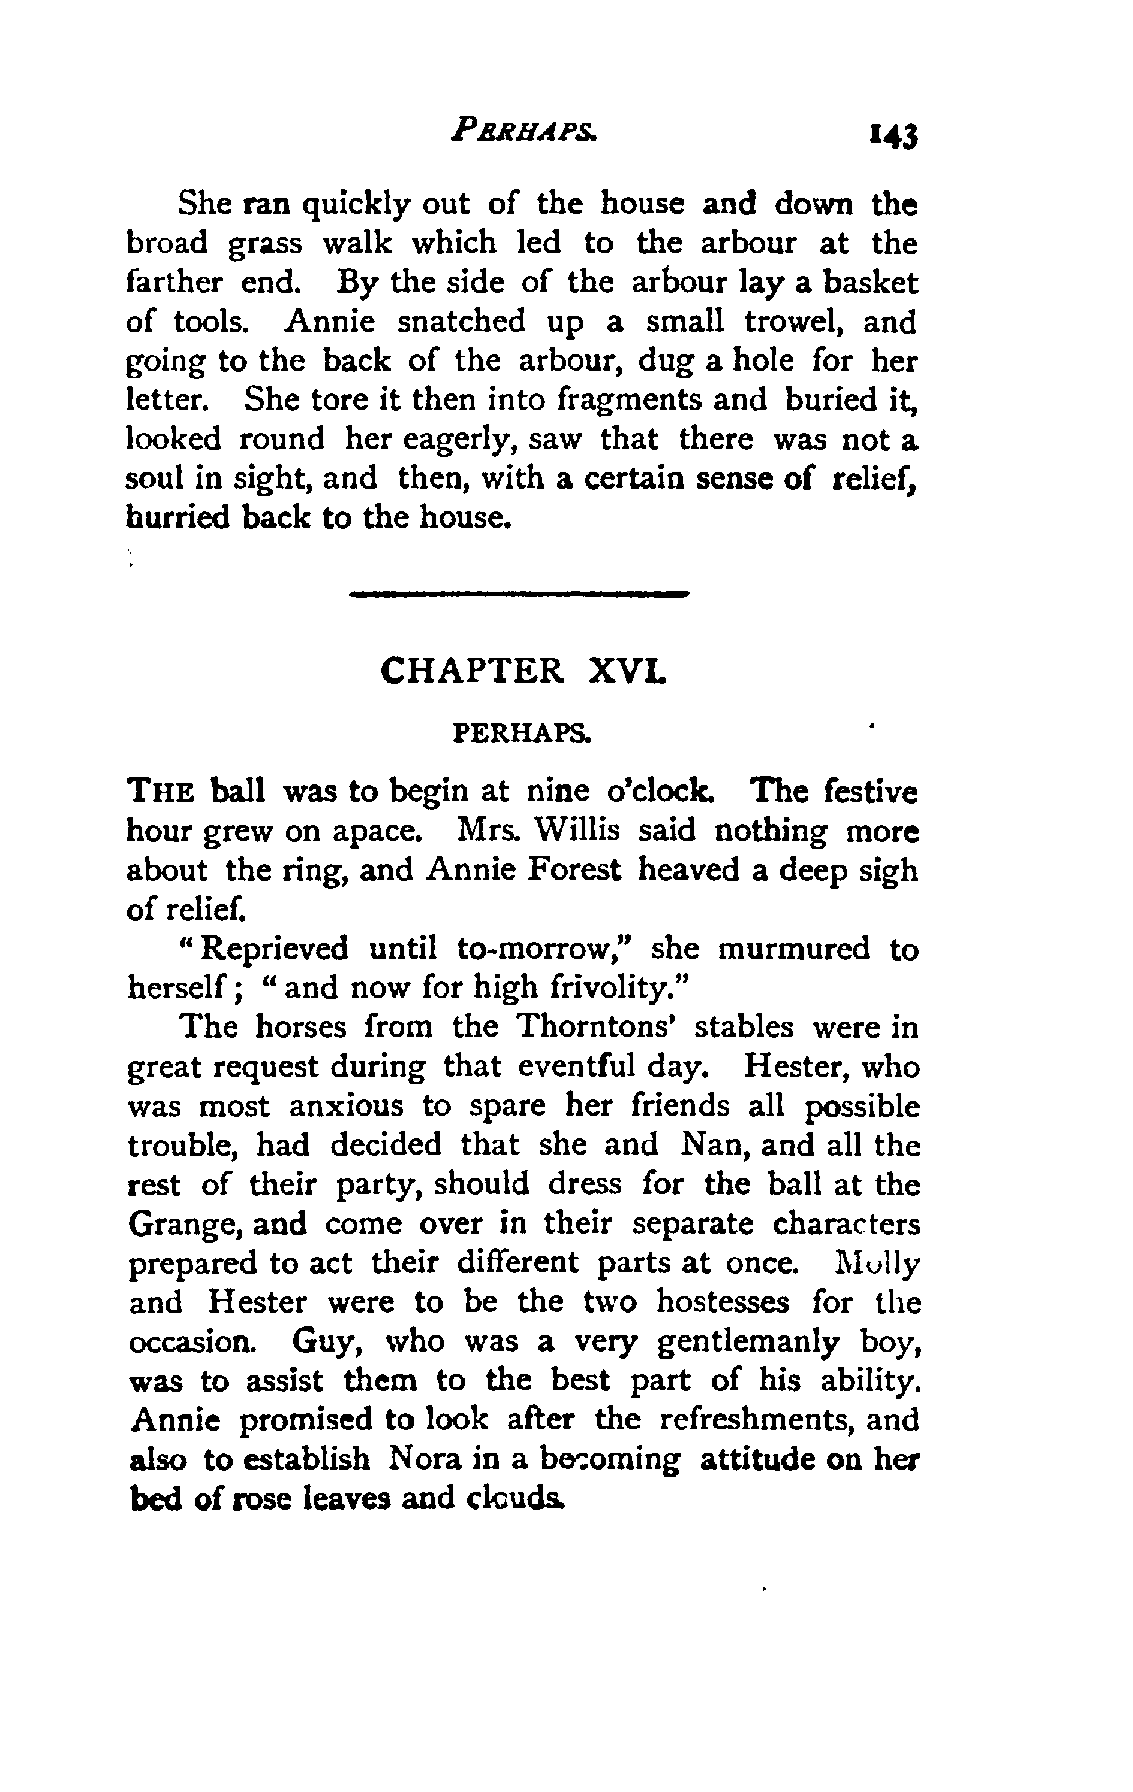 PERHAPS. 143
She ran quickly out of the house and down the
broad grass walk which led to the arbour at the
farther end. By the side of the arbour lay a basket
of tools. Annie snatched up a small trowel, and
going to the back of the arbour, dug a hole for her
letter. She tore it then into fragments and buried it,
looked round her eagerly, saw that there was not a
soul in sight, and then, with a certain sense of relief,
hurried back to the house.
CHAPTER XVI.
PERHAPS.
THE ball was to begin at nine o'clock. The festive
hour grew on apace. Mrs. Willis said nothing more
about the ring, and Annie Forest heaved a deep sigh
of relief.
"Reprieved until to-morrow," she murmured to
herself; "and now for high frivolity."
The horses from the Thorntons' stables were in
great request during that eventful day. Hester, who
was most anxious to spare her friends all possible
trouble, had decided that she and Nan, and all the
rest of their party, should dress for the ball at the
Grange, and come over in their separate characters
prepared to act their different parts at once. Molly
and Hester were to be the two hostesses for the
occasion. Guy, who was a very gentlemanly boy,
was to assist them to the best part of his ability.
Annie promised to look after the refreshments, and
also to establish Nora in a becoming attitude on her
bed of rose leaves and clouds.